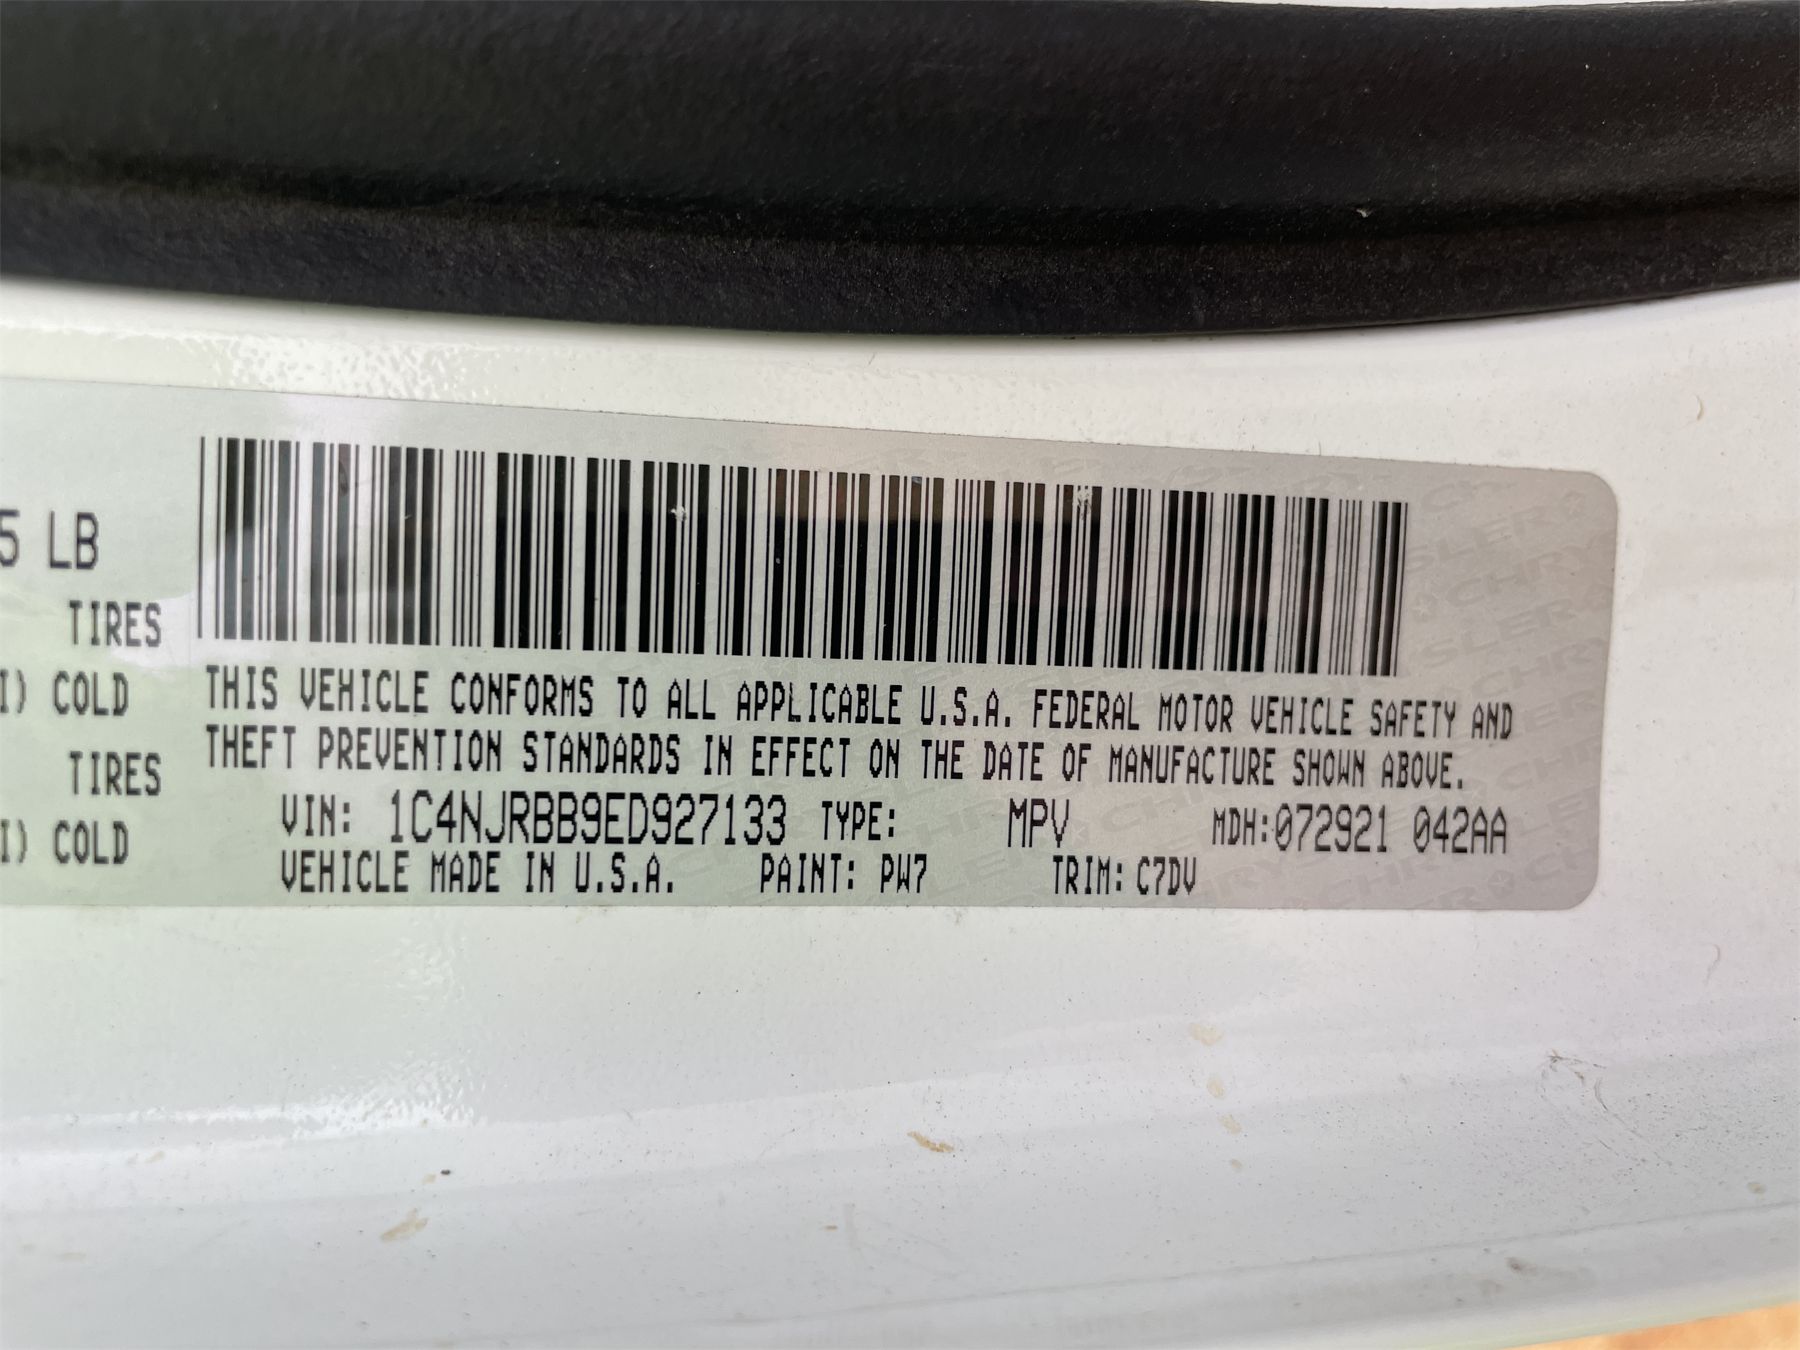 5 LB
TIRES
I) COLD
TIRES
I) COLD
THIS VEHICLE CONFORMS TO ALL APPLICABLE U.S.A. FEDERAL MOTOR VEHICLE SAFETY AND
THEFT PREVENTION STANDARDS IN EFFECT ON THE DATE OF MANUFACTURE SHOWN ABOVE.
VIN: 1C4NJRBB9ED927133 TYPE: MPV MDH:072921 042AA
VEHICLE MADE IN U.S.A. PAINT: PW7 TRIM: C7DV